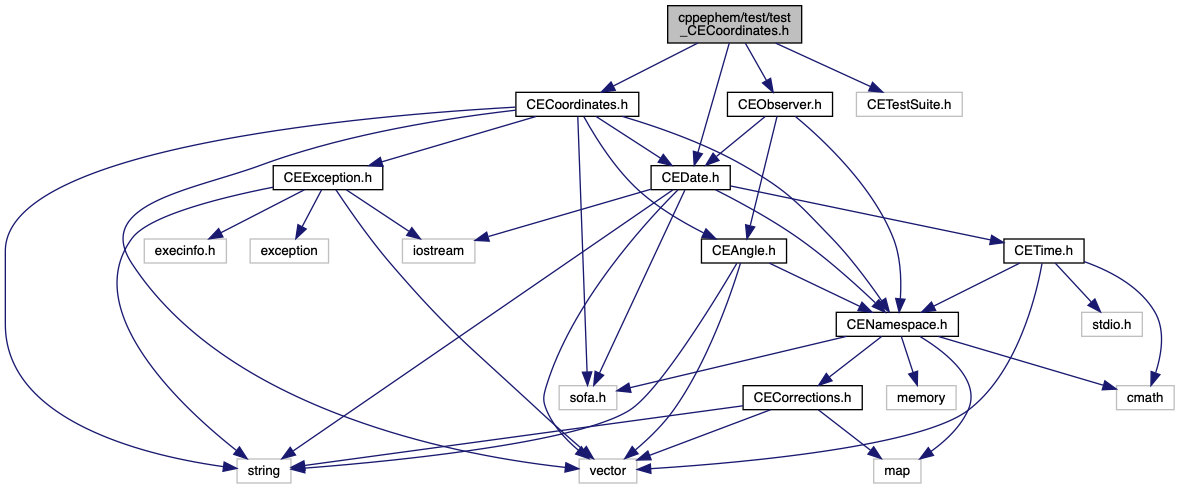 cppephem/test/test
_CECoordinates.h
CECoordinates.h
CEObserver.h
CETestSuite.h
CEException.h
CEDate.h
execinfo.h
exception
iostream
CEAngle.h
CETime.h
CENamespace.h
stdio.h
sofa.h
CECorrections.h
memory
cmath
string
vector
map